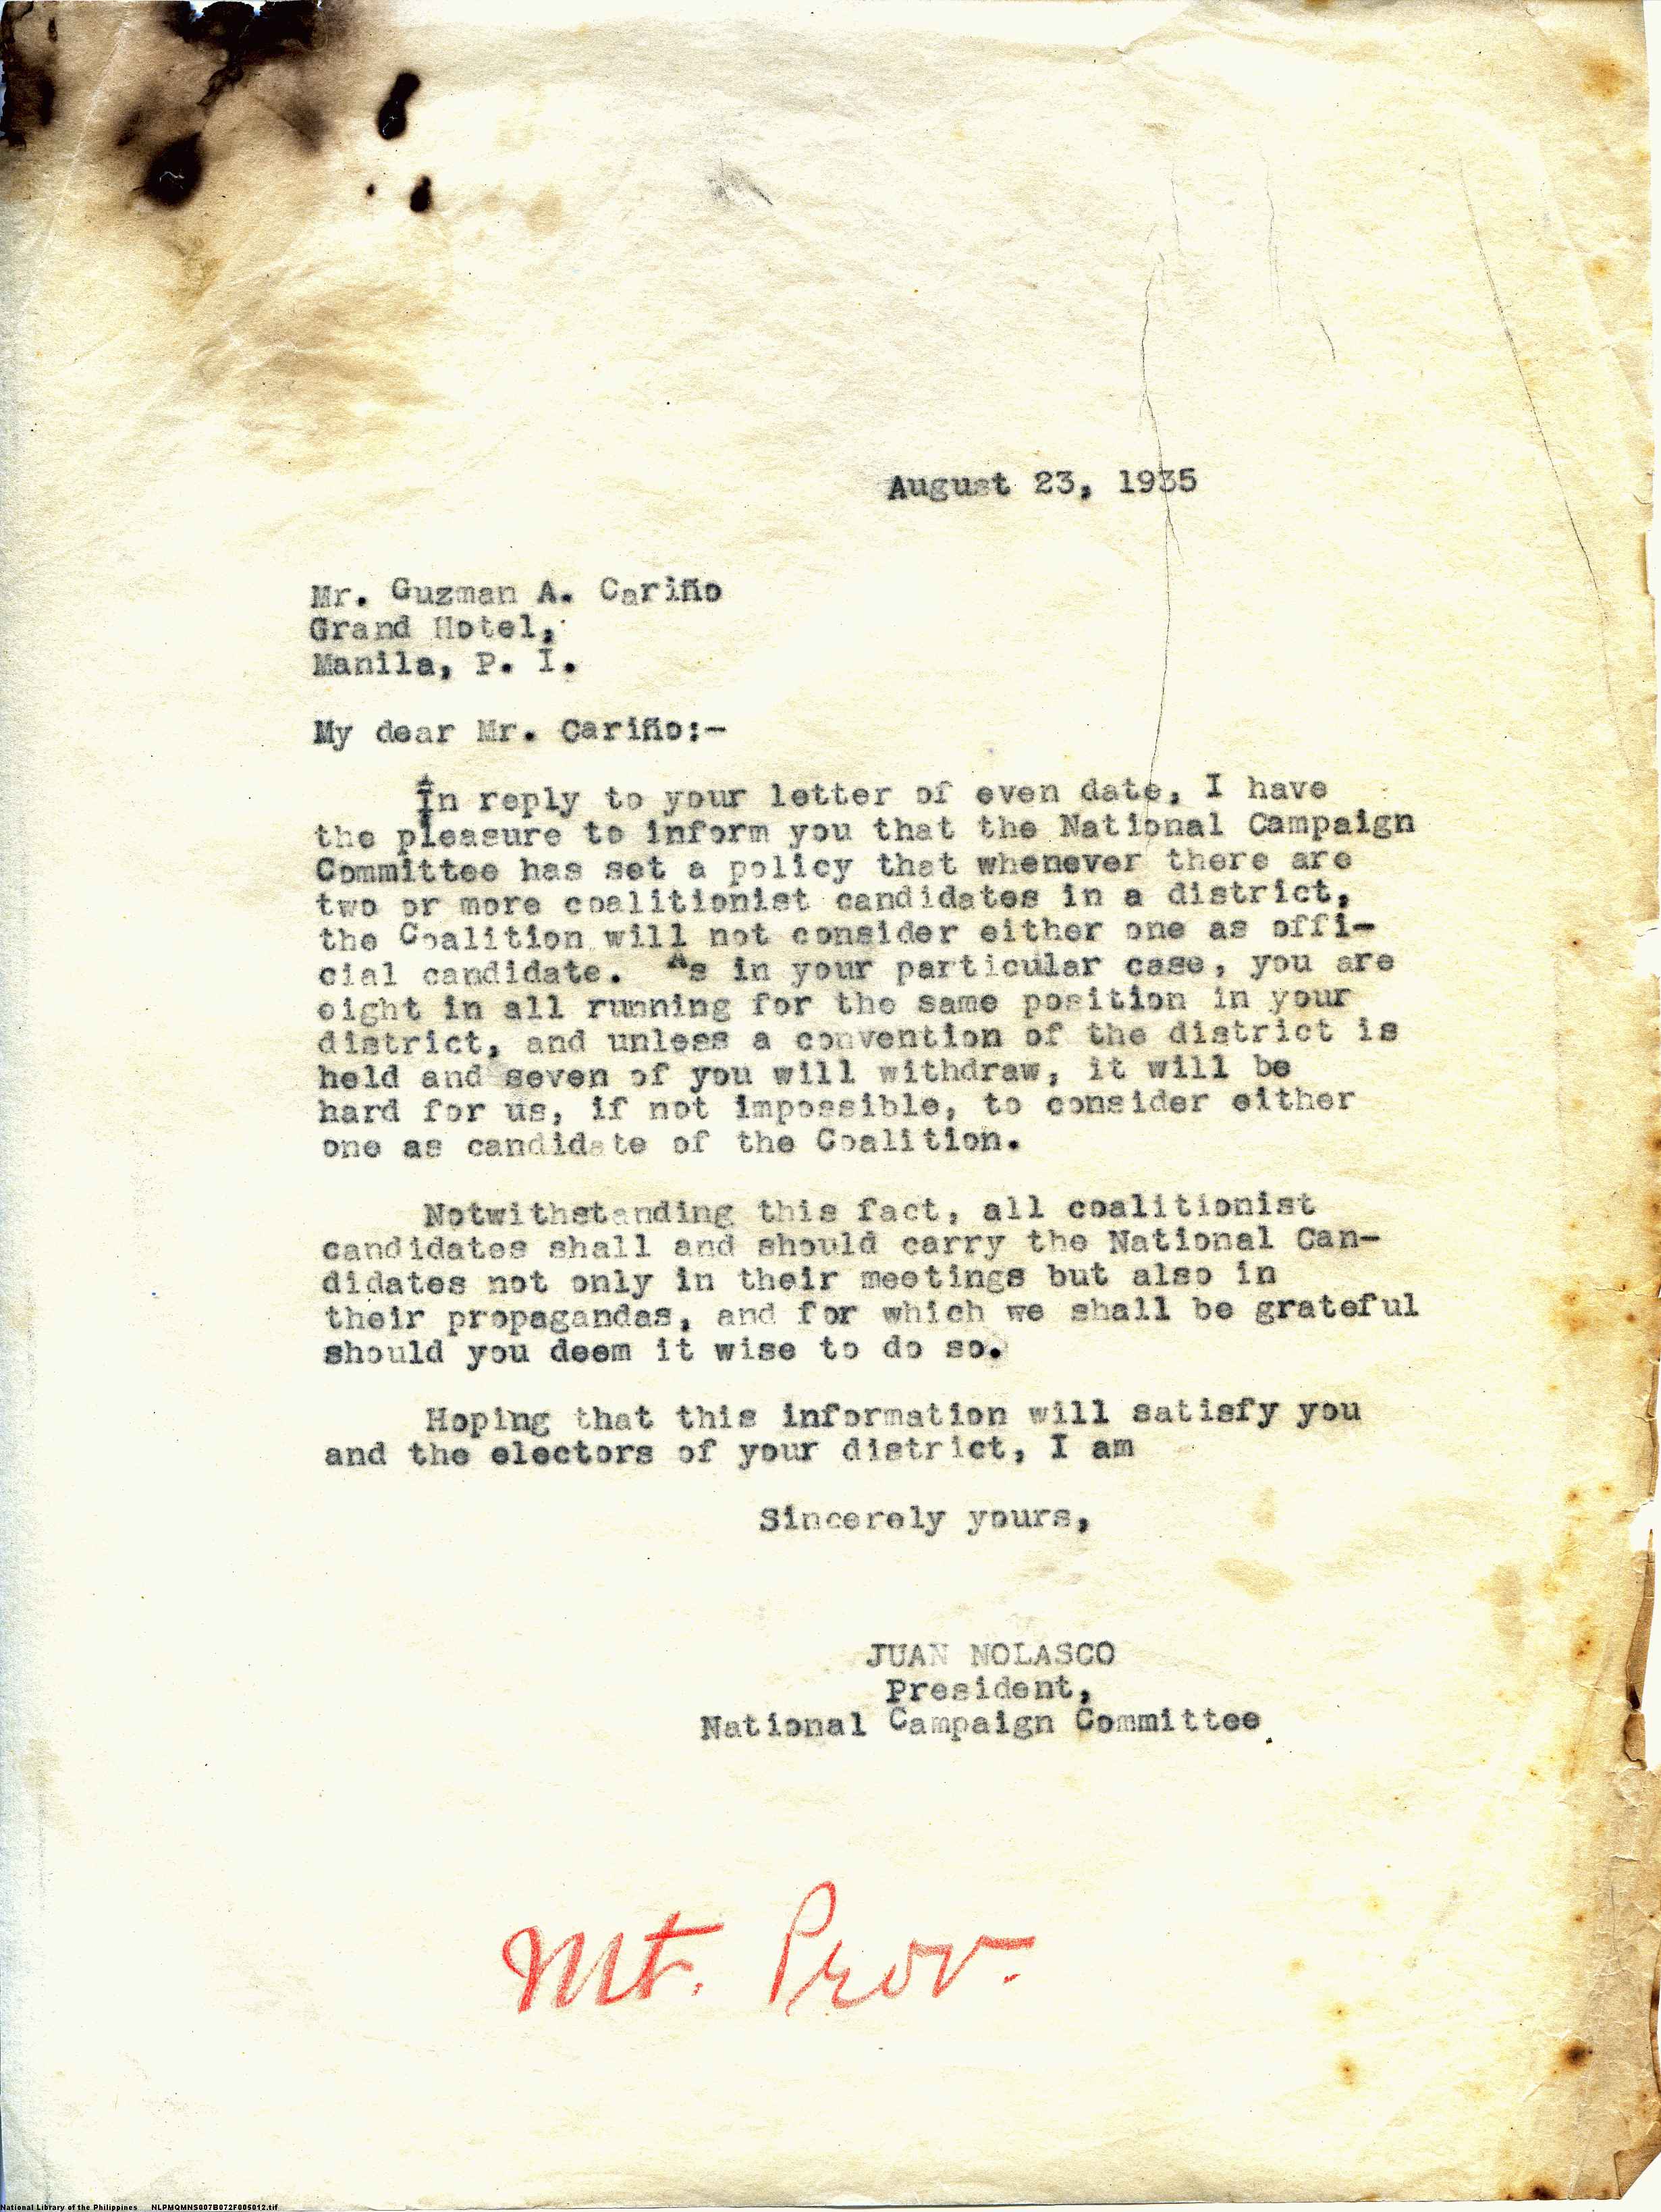 August 23, 1935
Mr. Guzman A. Cariño
Grand Hotel,
Manila, P. I.
My dear Mr. Cariño:-
In reply to your letter of even date, I have
the pleasure to inform you that the National Campaign
Committee has set a policy that whenever there are
two or more coalitionist candidates in a district,
the Coalition will not consider either one as offi-
cial candidate. As in your particular case, you are
eight in all running for the same position in your
district, and unless a convention of the district is
held and seven of you will withdraw, it will be
hard for us, if not impossible, to consider either
one as candidate of the Coalition.
Notwithstanding this fact, all coalitionist
candidates shall and should carry the National Can-
didates not only in their meetings but also in
their propagandas, and for which we shall be grateful
should you deem it wise to do so.
Hoping that this information will satisfy you
and the electors of your district, I am
Sincerely yours,
JUAN NOLASCO
President,
National Campaign Committee.
Mt. Prov.
National Library of the Philippines NLPMQMNS007B072F005012.tif